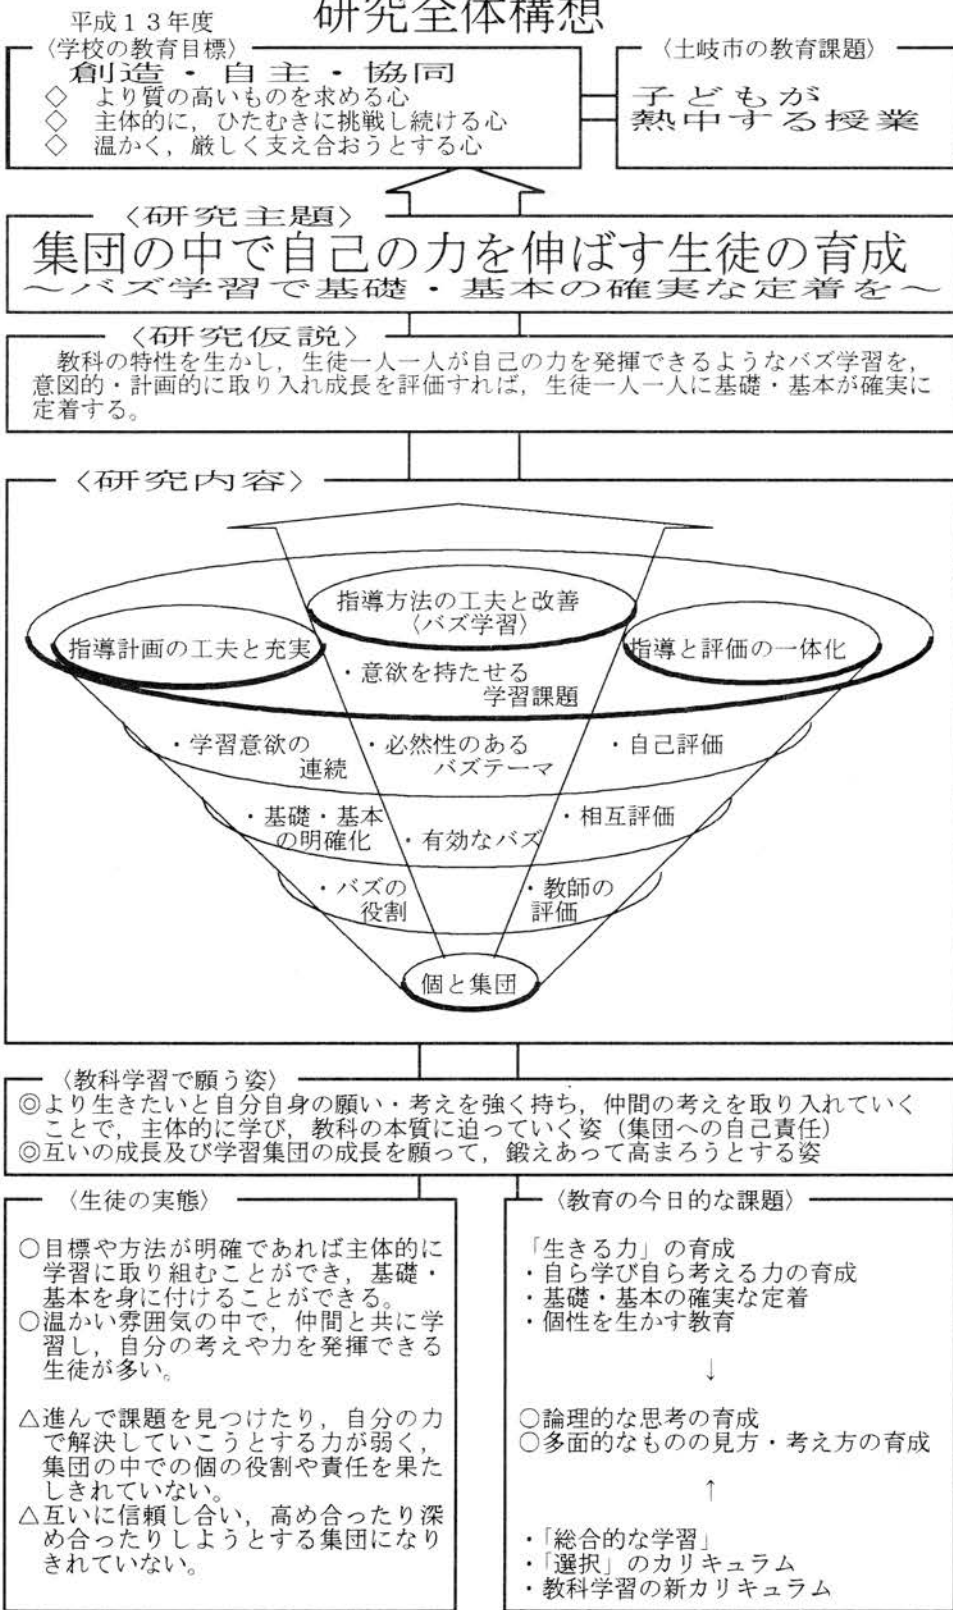 研究全体構想
平成１３年度
〈学校の教育目標〉
創造・自主・協同
◇　より質の高いものを求める心
◇　主体的に，ひたむきに挑戦し続ける心
◇　温かく，厳しく支え合おうとする心
〈土岐市の教育課題〉
子どもが
熱中する授業
〈研究主題〉
集団の中で自己の力を伸ばす生徒の育成
～バズ学習で基礎・基本の確実な定着を～
〈研究仮説〉
教科の特性を生かし，生徒一人一人が自己の力を発揮できるようなバズ学習を，
意図的・計画的に取り入れ成長を評価すれば，生徒一人一人に基礎・基本が確実に
定着する。
〈研究内容〉
指導方法の工夫と改善
〈バズ学習〉
指導計画の工夫と充実
指導と評価の一体化
・意欲を持たせる
学習課題
・学習意欲の
連続
・必然性のある
バズテーマ
・自己評価
・基礎・基本
の明確化
・有効なバズ
・相互評価
・バズの
役割
・教師の
評価
個と集団
〈教科学習で願う姿〉
◎より生きたいと自分自身の願い・考えを強く持ち，仲間の考えを取り入れていく
ことで，主体的に学び，教科の本質に迫っていく姿（集団への自己責任）
◎互いの成長及び学習集団の成長を願って，鍛えあって高まろうとする姿
〈生徒の実態〉
○目標や方法が明確であれば主体的に
学習に取り組むことができ，基礎・
基本を身に付けることができる。
○温かい雰囲気の中で，仲間と共に学
習し，自分の考えや力を発揮できる
生徒が多い。
△進んで課題を見つけたり，自分の力
で解決していこうとする力が弱く，
集団の中での個の役割や責任を果た
しきれていない。
△互いに信頼し合い，高め合ったり深
め合ったりしようとする集団になり
きれていない。
〈教育の今日的な課題〉
「生きる力」の育成
・自ら学び自ら考える力の育成
・基礎・基本の確実な定着
・個性を生かす教育
↓
○論理的な思考の育成
○多面的なものの見方・考え方の育成
↑
・「総合的な学習」
・「選択」のカリキュラム
・教科学習の新カリキュラム